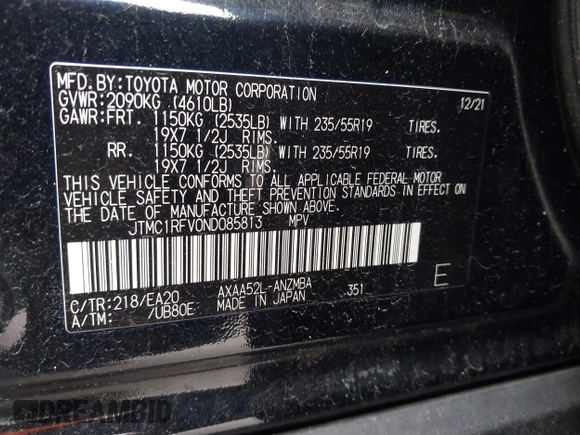 MFD. BY: TOYOTA MOTOR CORPORATION
GVWR: 2090KG (4610LB) 12/21
GAWR: FRT. 1150KG (2535LB) WITH 235/55R19 TIRES.
19X7 1/2J RIMS.
RR. 1150KG (2535LB) WITH 235/55R19 TIRES.
19X7 1/2J RIMS.
THIS VEHICLE CONFORMS TO ALL APPLICABLE FEDERAL MOTOR
VEHICLE SAFETY AND THEFT PREVENTION STANDARDS IN EFFECT ON
THE DATE OF MANUFACTURE SHOWN ABOVE.
JTMC1RFV0ND085813 MPV
C/TR: 218/EA20 AXAA52L-ANZMBA 351 E
A/TM: /UB80E MADE IN JAPAN
DREAMBID